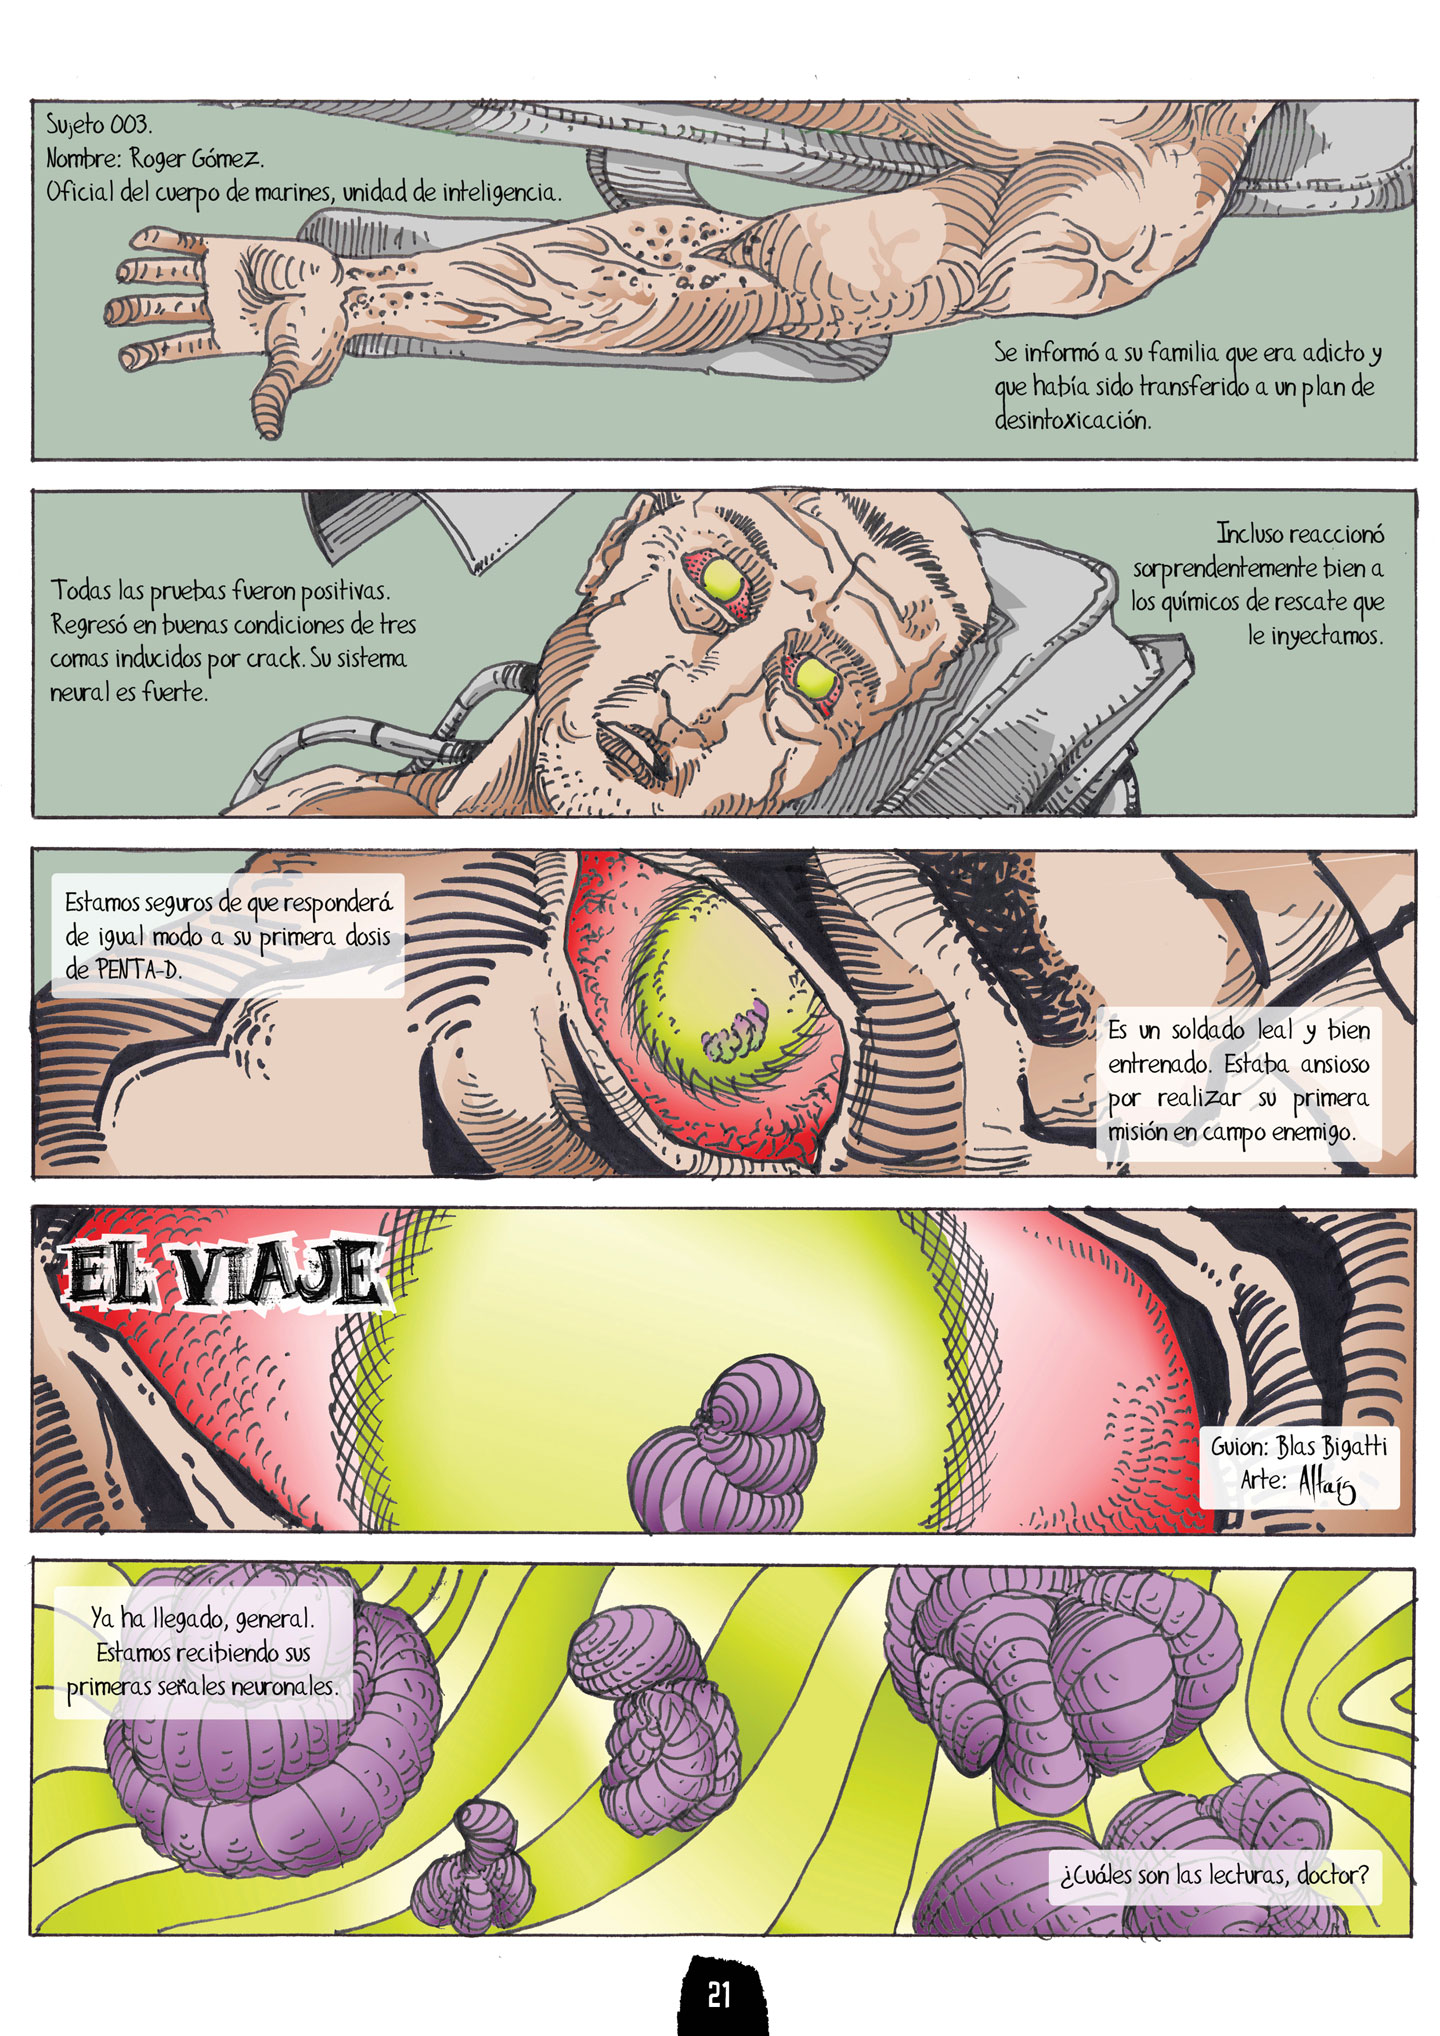 Sujeto 003.
Nombre: Roger Gómez.
Oficial del cuerpo de marines, unidad de inteligencia.
Se informó a su familia que era adicto y
que había sido transferido a un plan de
desintoxicación.
Todas las pruebas fueron positivas.
Regresó en buenas condiciones de tres
comas inducidos por crack. Su sistema
neural es fuerte.
Incluso reaccionó
sorprendentemente bien a
los químicos de rescate que
le inyectamos.
Estamos seguros de que responderá
de igual modo a su primera dosis
de PENTA-D.
Es un soldado leal y bien
entrenado. Estaba ansioso
por realizar su primera
misión en campo enemigo.
EL VIAJE
Guion: Blas Bigatti
Arte: Altaís
Ya ha llegado, general.
Estamos recibiendo sus
primeras señales neuronales.
¿Cuáles son las lecturas, doctor?
21